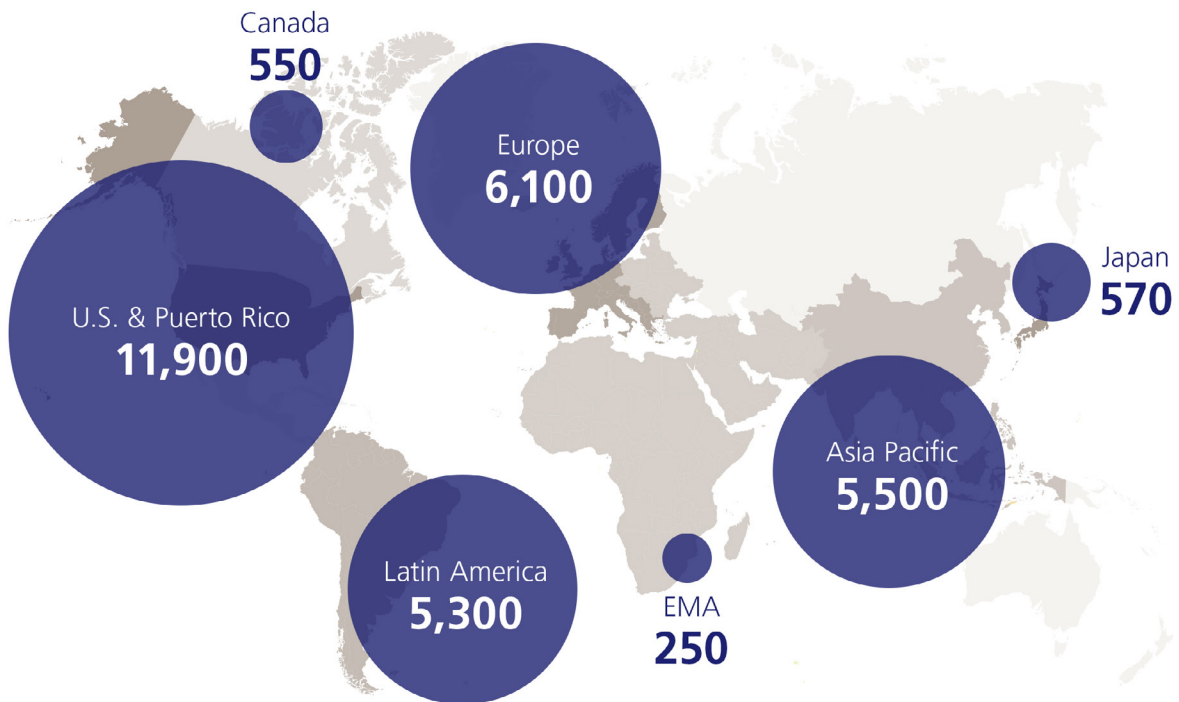 Canada
550
Europe
6,100
Japan
570
U.S. & Puerto Rico
11,900
Asia Pacific
5,500
Latin America
5,300
EMA
250